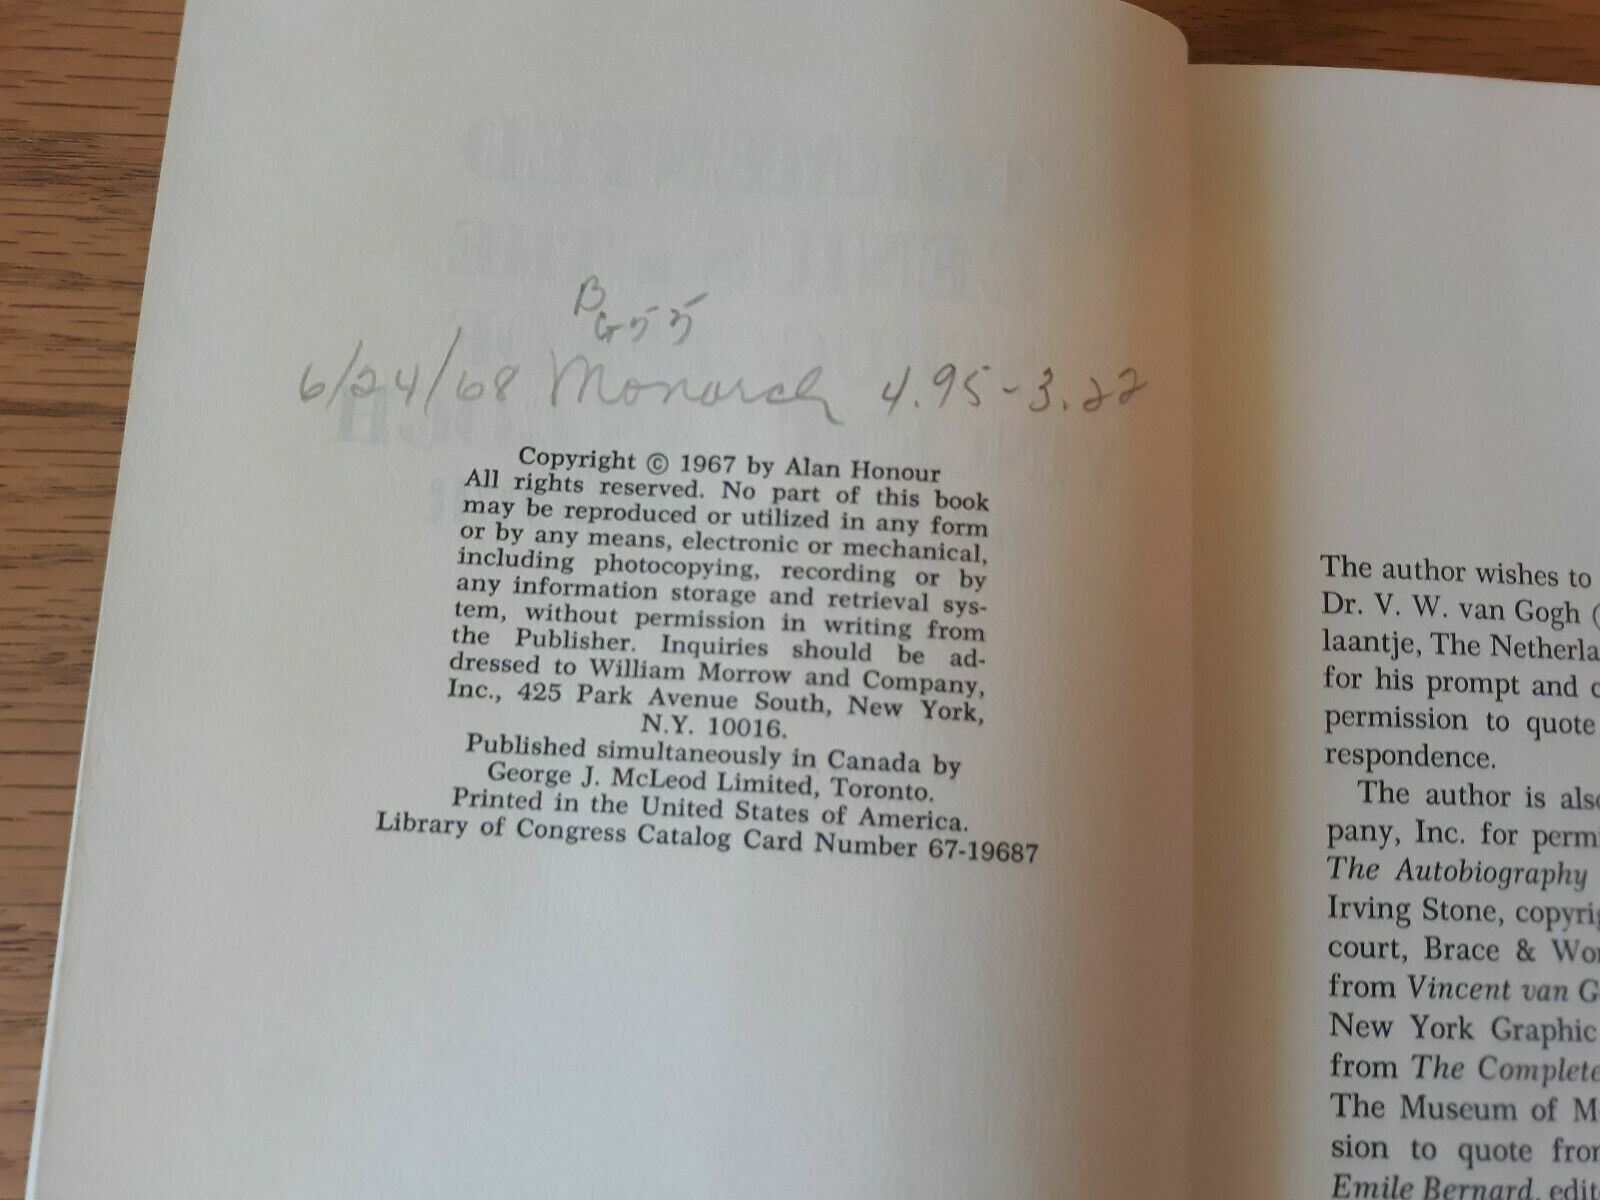 B
G55
6/24/68 Monarch 4.95-3.22
Copyright © 1967 by Alan Honour
All rights reserved. No part of this book
may be reproduced or utilized in any form
or by any means, electronic or mechanical,
including photocopying, recording or by
any information storage and retrieval sys-
tem, without permission in writing from
the Publisher. Inquiries should be ad-
dressed to William Morrow and Company,
Inc., 425 Park Avenue South, New York,
N.Y. 10016.
Published simultaneously in Canada by
George J. McLeod Limited, Toronto.
Printed in the United States of America.
Library of Congress Catalog Card Number 67-19687
The author wishes to
Dr. V. W. van Gogh (
laantje, The Netherla
for his prompt and c
permission to quote
respondence.
The author is also
pany, Inc. for permi
The Autobiography
Irving Stone, copyrig
court, Brace & Wor
from Vincent van G
New York Graphic
from The Complete
The Museum of M
sion to quote from
Emile Bernard, edit